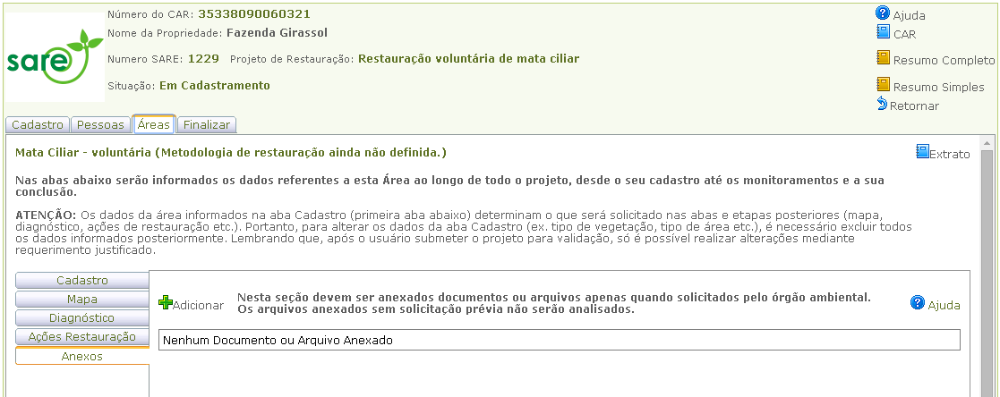 sare
Número do CAR: 35338090060321
Nome da Propriedade: Fazenda Girassol
Numero SARE: 1229 Projeto de Restauração: Restauração voluntária de mata ciliar
Situação: Em Cadastramento
Ajuda
CAR
Resumo Completo
Resumo Simples
Retornar
Cadastro Pessoas Áreas Finalizar
Mata Ciliar - voluntária (Metodologia de restauração ainda não definida.)
Extrato
Nas abas abaixo serão informados os dados referentes a esta Área ao longo de todo o projeto, desde o seu cadastro até os monitoramentos e a sua
conclusão.
ATENÇÃO: Os dados da área informados na aba Cadastro (primeira aba abaixo) determinam o que será solicitado nas abas e etapas posteriores (mapa,
diagnóstico, ações de restauração etc.). Portanto, para alterar os dados da aba Cadastro (ex. tipo de vegetação, tipo de área etc.), é necessário excluir todos
os dados informados posteriormente. Lembrando que, após o usuário submeter o projeto para validação, só é possível realizar alterações mediante
requerimento justificado.
Cadastro
Mapa
Diagnóstico
Ações Restauração
Anexos
Adicionar
Nesta seção devem ser anexados documentos ou arquivos apenas quando solicitados pelo órgão ambiental.
Os arquivos anexados sem solicitação prévia não serão analisados.
Ajuda
Nenhum Documento ou Arquivo Anexado